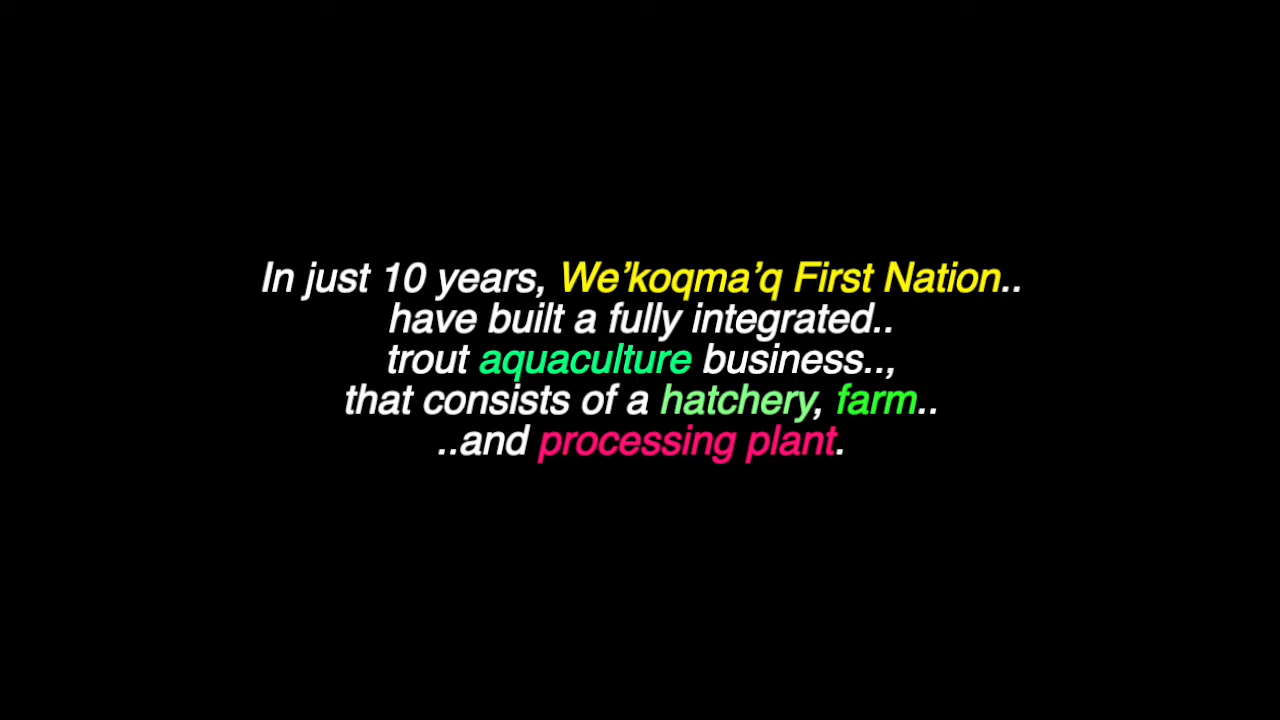 In just 10 years, We’koqma’q First Nation..
have built a fully integrated..
trout aquaculture business..,
that consists of a hatchery, farm..
..and processing plant.